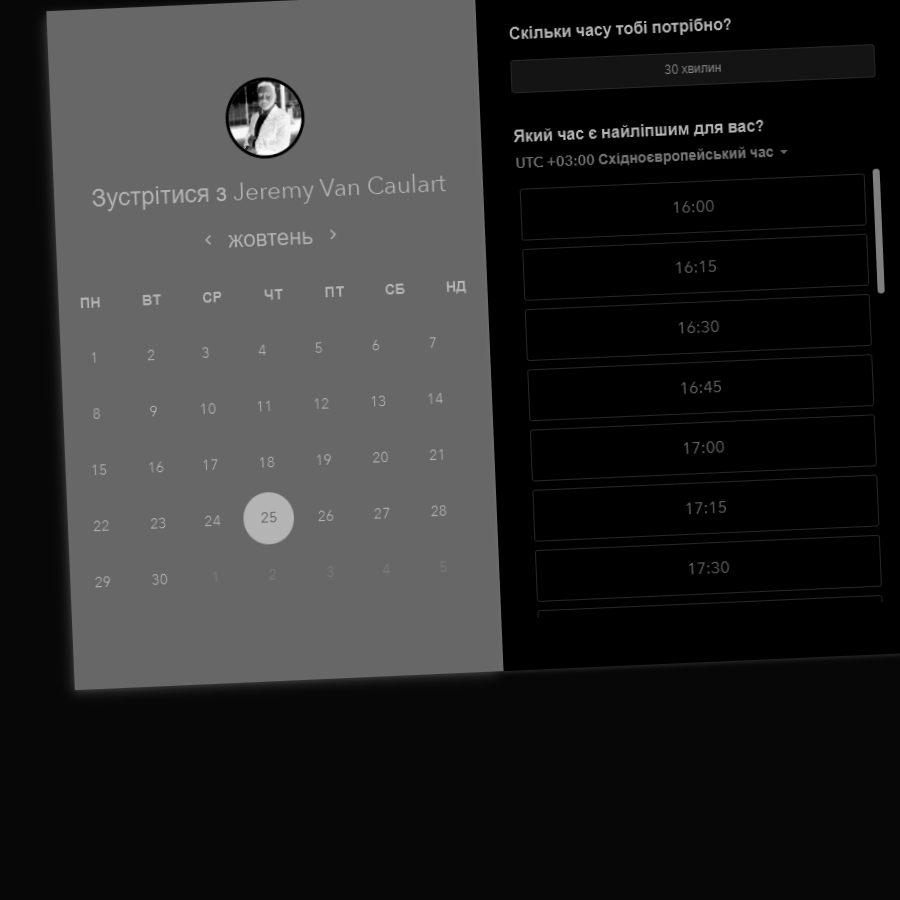 Зустрітися з Jeremy Van Caulart
жовтень
ПН ВТ СР ЧТ ПТ СБ НД
1 2 3 4 5 6 7
8 9 10 11 12 13 14
15 16 17 18 19 20 21
22 23 24 25 26 27 28
29 30 1 2 3 4 5
Скільки часу тобі потрібно?
30 хвилин
Який час є найліпшим для вас?
UTC +03:00 Східноєвропейський час
16:00
16:15
16:30
16:45
17:00
17:15
17:30